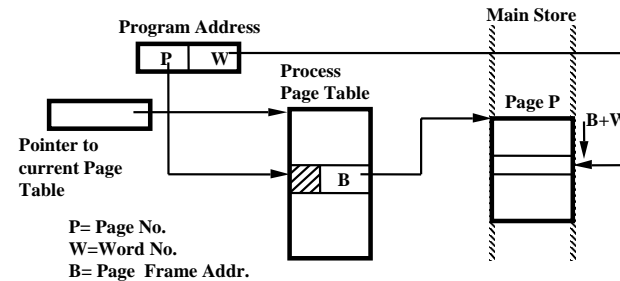 Main Store
Program Address
P W
Process
Page Table
Page P
B+W
Pointer to
current Page
Table
B
P= Page No.
W=Word No.
B= Page Frame Addr.